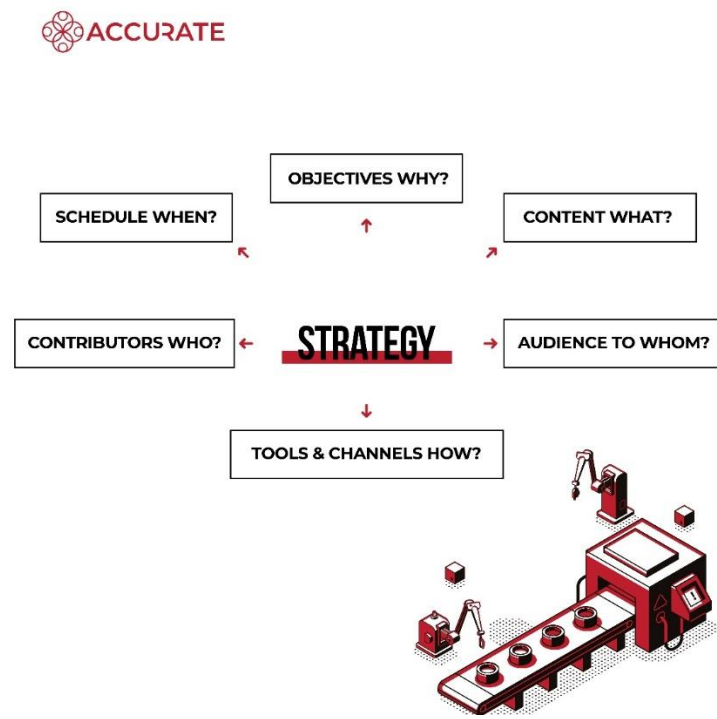 ACCURATE
OBJECTIVES WHY?
SCHEDULE WHEN?
CONTENT WHAT?
CONTRIBUTORS WHO?
STRATEGY
AUDIENCE TO WHOM?
TOOLS & CHANNELS HOW?